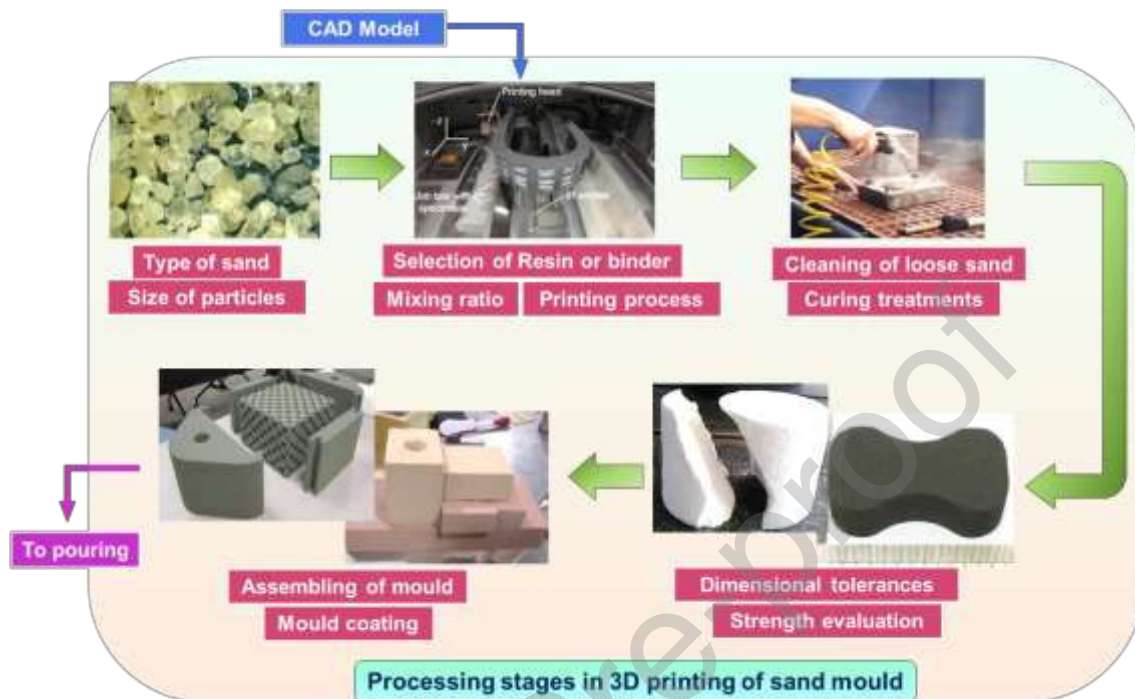 CAD Model
Printing head
Type of sand
Size of particles
Selection of Resin or binder
Mixing ratio
Printing process
Cleaning of loose sand
Curing treatments
To pouring
Assembling of mould
Mould coating
Dimensional tolerances
Strength evaluation
Processing stages in 3D printing of sand mould